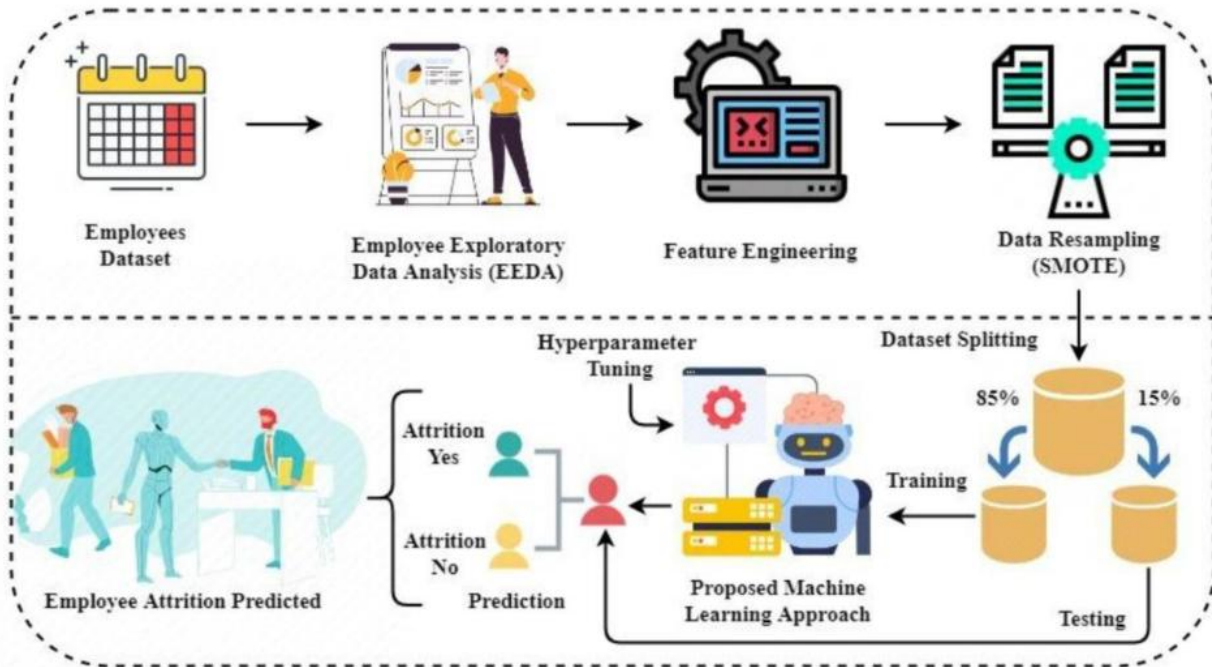 Employees
Dataset
Employee Exploratory
Data Analysis (EEDA)
Feature Engineering
Data Resampling
(SMOTE)
Dataset Splitting
85%
15%
Training
Testing
Hyperparameter
Tuning
Proposed Machine
Learning Approach
Attrition
Yes
Attrition
No
Prediction
Employee Attrition Predicted